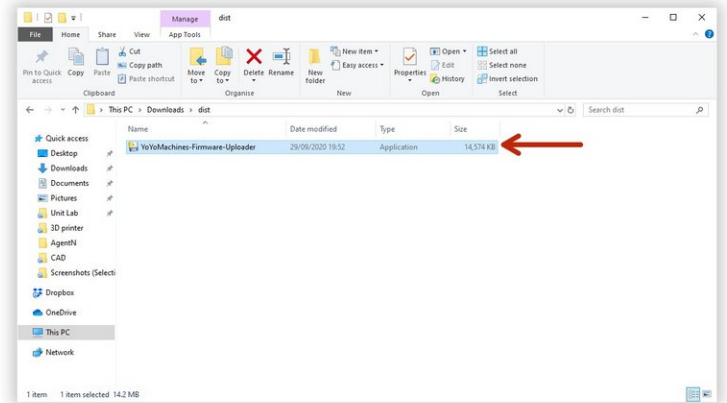 Manage dist
File Home Share View App Tools
Pin to Quick access
Copy
Paste
Cut
Copy path
Paste shortcut
Move to
Copy to
Delete
Rename
New folder
New item
Easy access
Properties
Open
Edit
History
Select all
Select none
Invert selection
Clipboard Organise New Open Select
This PC > Downloads > dist
Search dist
Name Date modified Type Size
YoYoMachines-Firmware-Uploader 29/09/2020 19:52 Application 14,574 KB
Quick access
Desktop
Downloads
Documents
Pictures
Unit Lab
3D printer
AgentN
CAD
Screenshots (Selecti
Dropbox
OneDrive
This PC
Network
1 item 1 item selected 14.2 MB